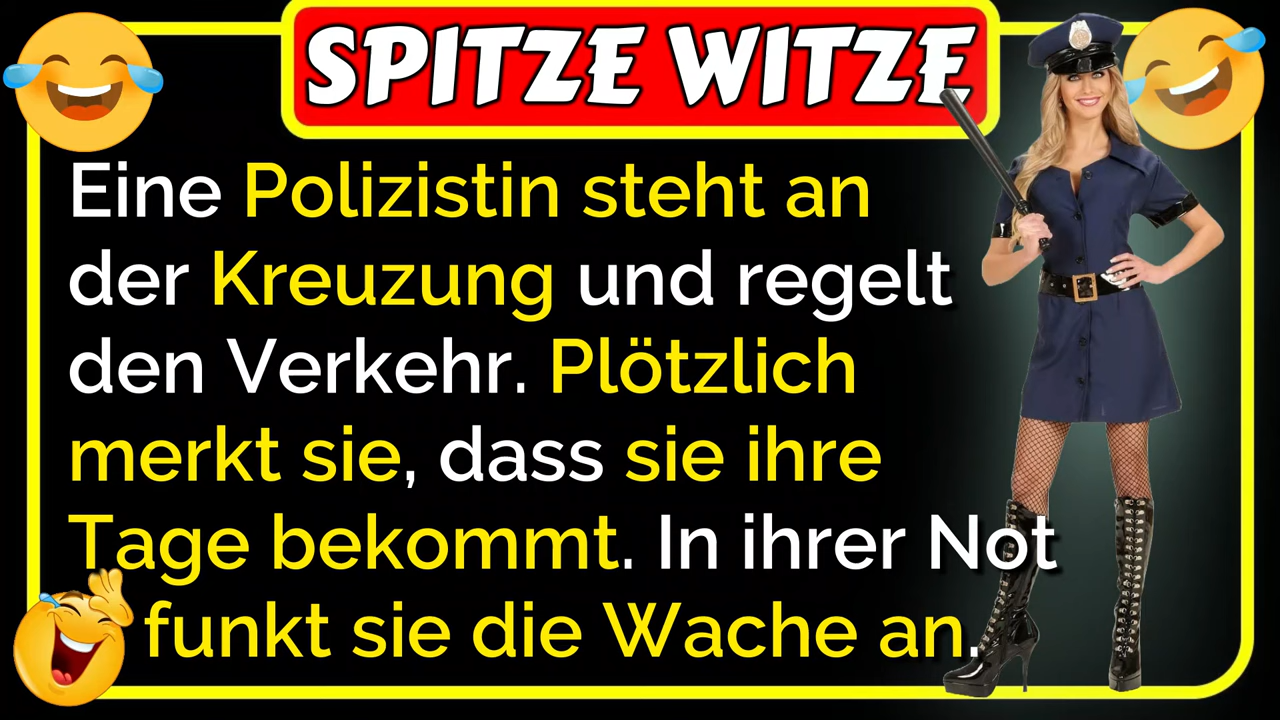 SPITZE WITZE
Eine Polizistin steht an
der Kreuzung und regelt
den Verkehr. Plötzlich
merkt sie, dass sie ihre
Tage bekommt. In ihrer Not
funkt sie die Wache an.